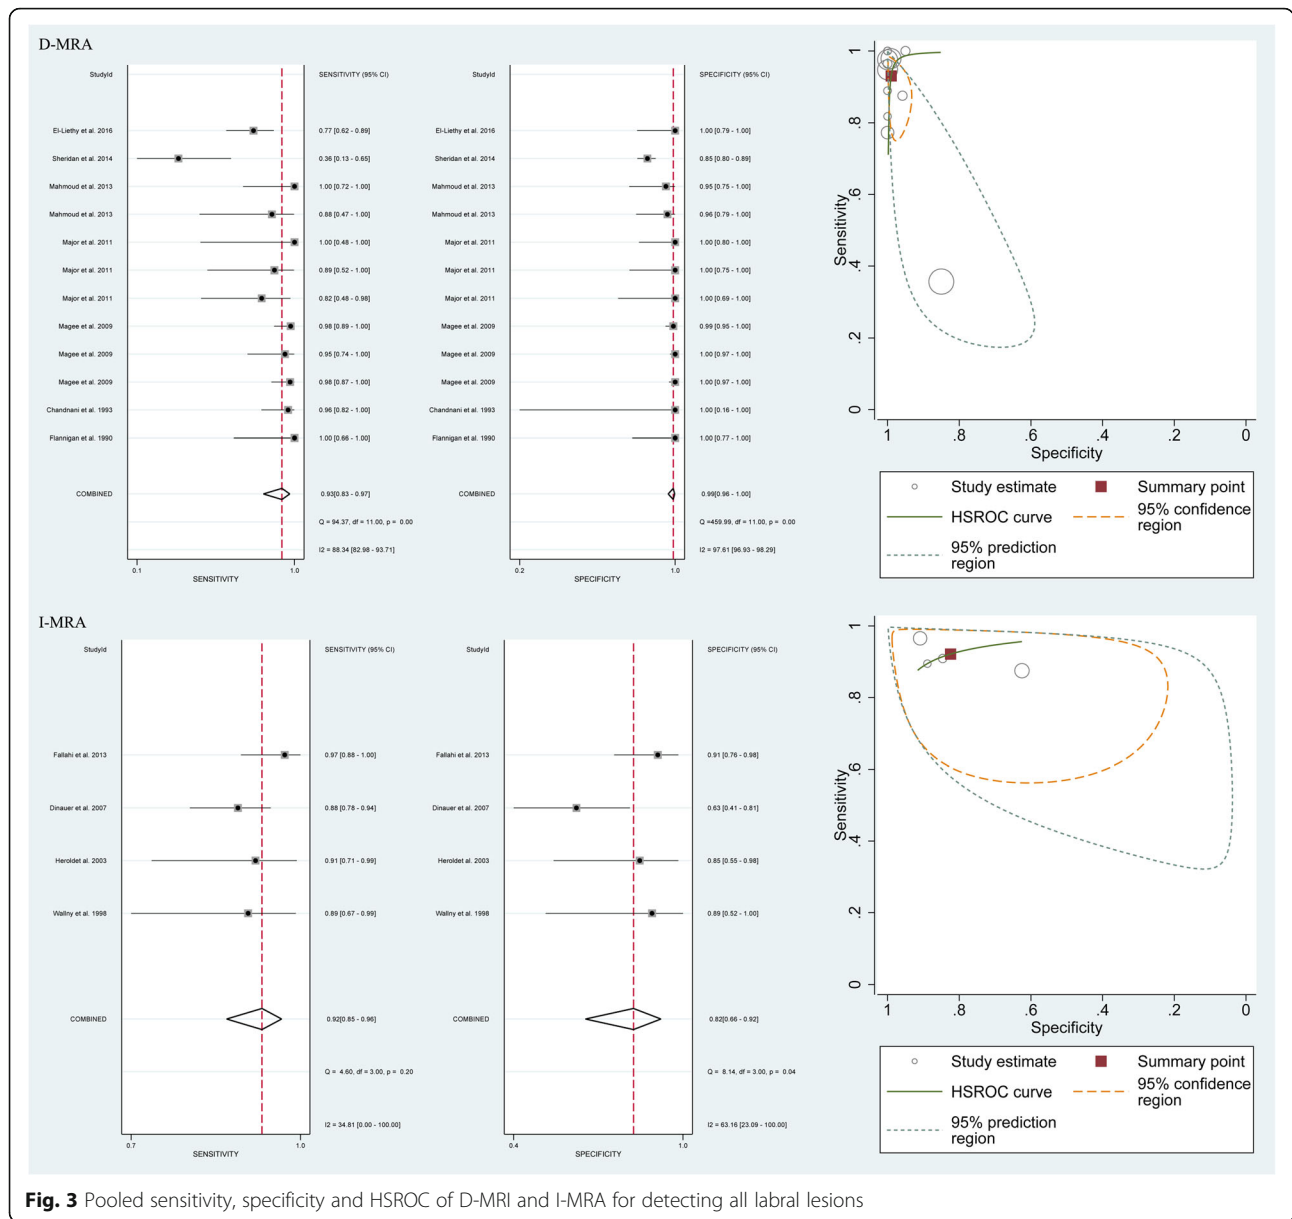 D-MRA
StudyId
SENSITIVITY (95% CI)
El-Liethy et al. 2016
0.77 [0.62 - 0.89]
Sheridan et al. 2014
0.36 [0.13 - 0.65]
Mahmoud et al. 2013
1.00 [0.72 - 1.00]
Mahmoud et al. 2013
0.88 [0.47 - 1.00]
Major et al. 2011
1.00 [0.48 - 1.00]
Major et al. 2011
0.89 [0.52 - 1.00]
Major et al. 2011
0.82 [0.48 - 0.98]
Magee et al. 2009
0.98 [0.89 - 1.00]
Magee et al. 2009
0.95 [0.74 - 1.00]
Magee et al. 2009
0.98 [0.87 - 1.00]
Chandnani et al. 1993
0.96 [0.82 - 1.00]
Flannigan et al. 1990
1.00 [0.66 - 1.00]
COMBINED
0.93[0.83 - 0.97]
Q = 94.37, df = 11.00, p = 0.00
I2 = 88.34 [82.98 - 93.71]
0.1
1.0
SENSITIVITY
StudyId
SPECIFICITY (95% CI)
El-Liethy et al. 2016
1.00 [0.79 - 1.00]
Sheridan et al. 2014
0.85 [0.80 - 0.89]
Mahmoud et al. 2013
0.95 [0.75 - 1.00]
Mahmoud et al. 2013
0.96 [0.79 - 1.00]
Major et al. 2011
1.00 [0.80 - 1.00]
Major et al. 2011
1.00 [0.75 - 1.00]
Major et al. 2011
1.00 [0.69 - 1.00]
Magee et al. 2009
0.99 [0.95 - 1.00]
Magee et al. 2009
1.00 [0.97 - 1.00]
Magee et al. 2009
1.00 [0.97 - 1.00]
Chandnani et al. 1993
1.00 [0.16 - 1.00]
Flannigan et al. 1990
1.00 [0.77 - 1.00]
COMBINED
0.99[0.96 - 1.00]
Q =459.99, df = 11.00, p = 0.00
I2 = 97.61 [96.93 - 98.29]
0.2
1.0
SPECIFICITY
1
.8
.6
.4
.2
0
Sensitivity
1
.8
.6
.4
.2
0
Specificity
Study estimate
Summary point
HSROC curve
95% confidence
region
95% prediction
region
I-MRA
StudyId
SENSITIVITY (95% CI)
Fallahi et al. 2013
0.97 [0.88 - 1.00]
Dinauer et al. 2007
0.88 [0.78 - 0.94]
Heroldet et al. 2003
0.91 [0.71 - 0.99]
Wallny et al. 1998
0.89 [0.67 - 0.99]
COMBINED
0.92[0.85 - 0.96]
Q = 4.60, df = 3.00, p = 0.20
I2 = 34.81 [0.00 - 100.00]
0.7
1.0
SENSITIVITY
StudyId
SPECIFICITY (95% CI)
Fallahi et al. 2013
0.91 [0.76 - 0.98]
Dinauer et al. 2007
0.63 [0.41 - 0.81]
Heroldet et al. 2003
0.85 [0.55 - 0.98]
Wallny et al. 1998
0.89 [0.52 - 1.00]
COMBINED
0.82[0.66 - 0.92]
Q = 8.14, df = 3.00, p = 0.04
I2 = 63.16 [23.09 - 100.00]
0.4
1.0
SPECIFICITY
1
.8
.6
.4
.2
0
Sensitivity
1
.8
.6
.4
.2
0
Specificity
Study estimate
Summary point
HSROC curve
95% confidence
region
95% prediction
region
Fig. 3 Pooled sensitivity, specificity and HSROC of D-MRI and I-MRA for detecting all labral lesions